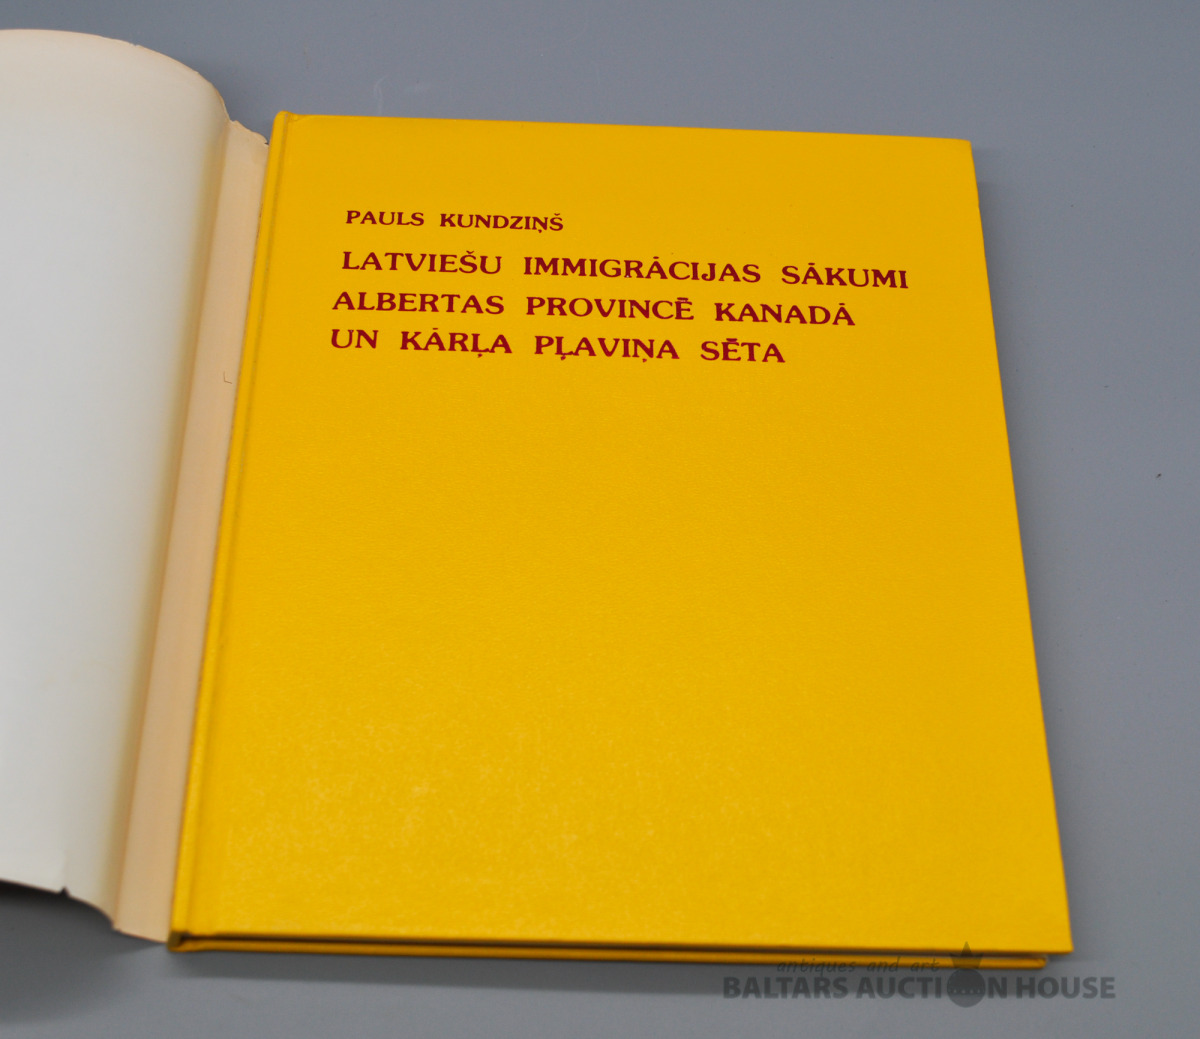 PAULS KUNDZIŅŠ
LATVIEŠU IMMIGRĀCIJAS SĀKUMI
ALBERTAS PROVINCĒ KANADĀ
UN KĀRĻA PĻAVIŅA SĒTA
antiques and art
BALTARS AUCTION HOUSE